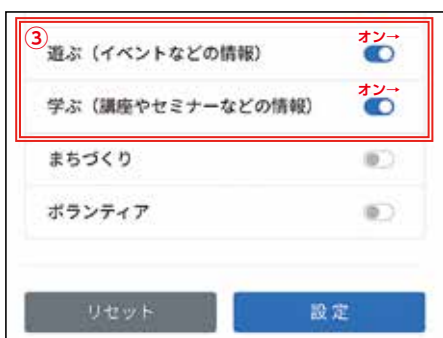 ③
オン→
遊ぶ（イベントなどの情報）
オン→
学ぶ（講座やセミナーなどの情報）
まちづくり
ボランティア
リセット
設定